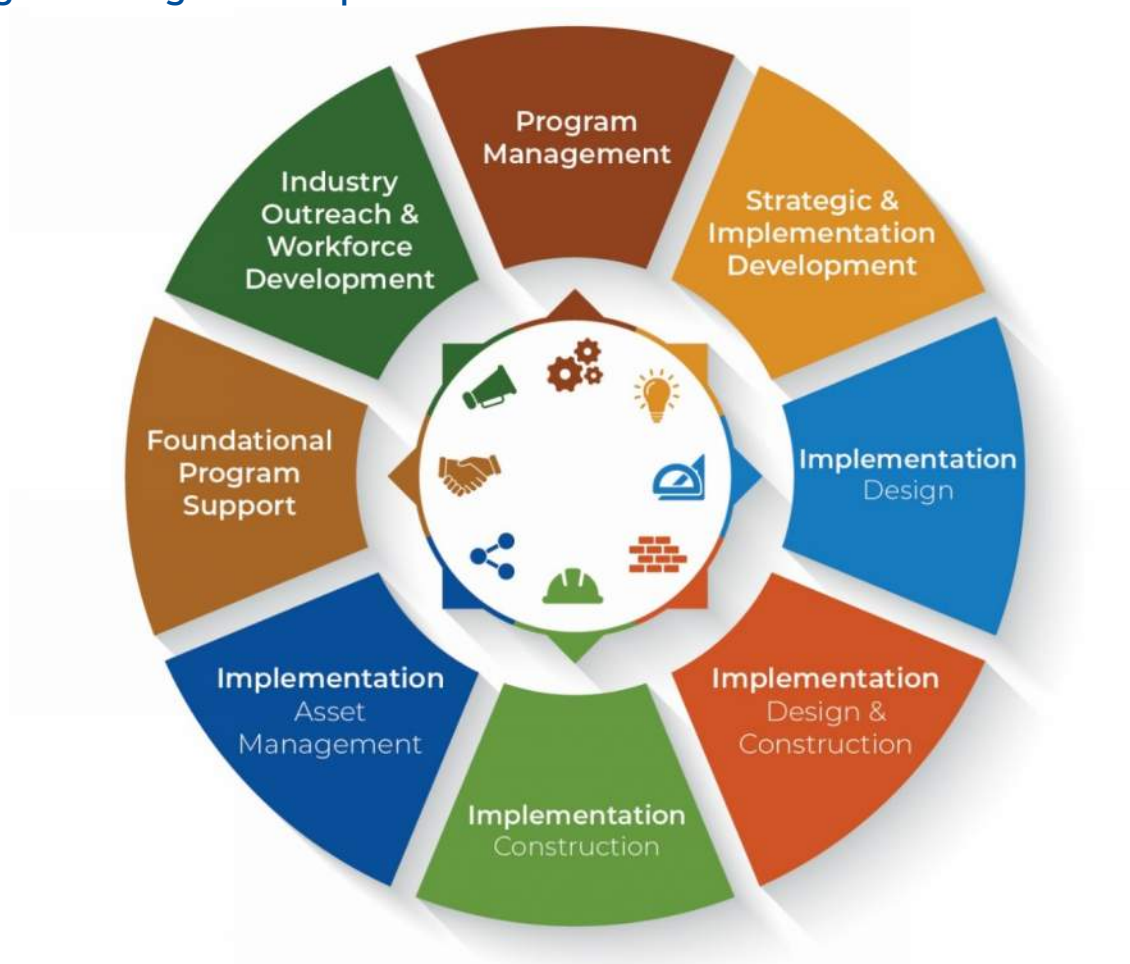 Program
Management
Strategic &
Implementation
Development
Implementation
Design
Implementation
Design &
Construction
Implementation
Construction
Implementation
Asset
Management
Foundational
Program
Support
Industry
Outreach &
Workforce
Development